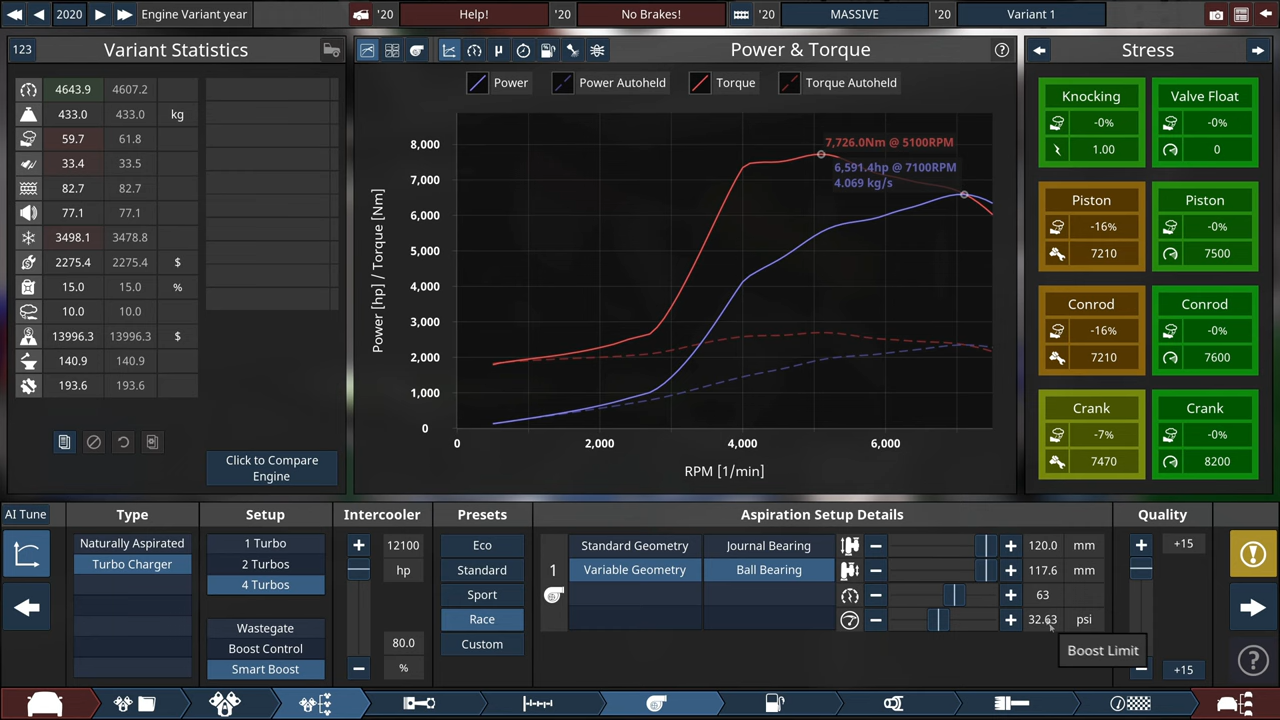 2020 Engine Variant year '20 Help! '20 No Brakes! '20 MASSIVE '20 Variant 1
123 Variant Statistics
4643.9 4607.2
433.0 433.0 kg
59.7 61.8
33.4 33.5
82.7 82.7
77.1 77.1
3498.1 3478.8
2275.4 2275.4 $
15.0 15.0 %
10.0 10.0
13996.3 13996.3 $
140.9 140.9
193.6 193.6
Click to Compare
Engine
Power & Torque ?
Power Power Autoheld Torque Torque Autoheld
Power [hp] / Torque [Nm]
8,000
7,000
6,000
5,000
4,000
3,000
2,000
1,000
0
7,726.0Nm @ 5100RPM
6,591.4hp @ 7100RPM
4.069 kg/s
0 2,000 4,000 6,000
RPM [1/min]
Stress
Knocking Valve Float
-0% -0%
1.00 0
Piston Piston
-16% -0%
7210 7500
Conrod Conrod
-16% -0%
7210 7600
Crank Crank
-7% -0%
7470 8200
AI Tune
Type
Naturally Aspirated
Turbo Charger
Setup
1 Turbo
2 Turbos
4 Turbos
Wastegate
Boost Control
Smart Boost
Intercooler
+ 12100
hp
80.0
− %
Presets
Eco
Standard
Sport
Race
Custom
Aspiration Setup Details
1
Standard Geometry Journal Bearing − + 120.0 mm
Variable Geometry Ball Bearing − + 117.6 mm
− + 63
− + 32.63 psi
Boost Limit
Quality
+ +15
− +15
!
?